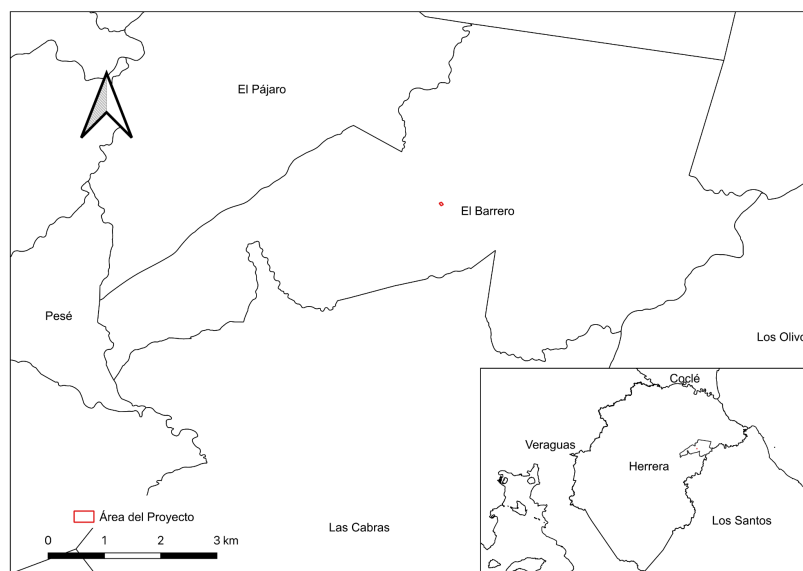 El Pájaro
El Barrero
Pesé
Los Olivo
Coclé
Veraguas
Herrera
Los Santos
Área del Proyecto
Las Cabras
0 1 2 3 km